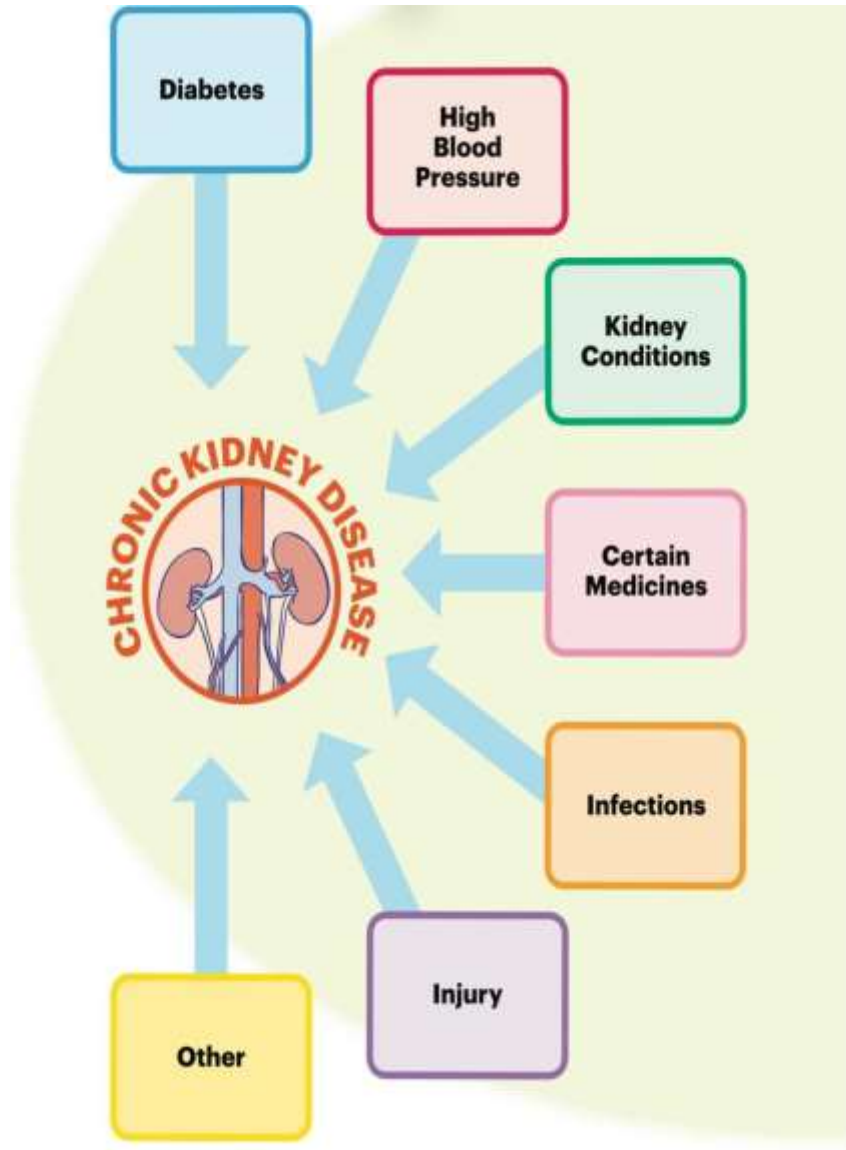 Diabetes
High
Blood
Pressure
Kidney
Conditions
CHRONIC KIDNEY DISEASE
Certain
Medicines
Infections
Injury
Other